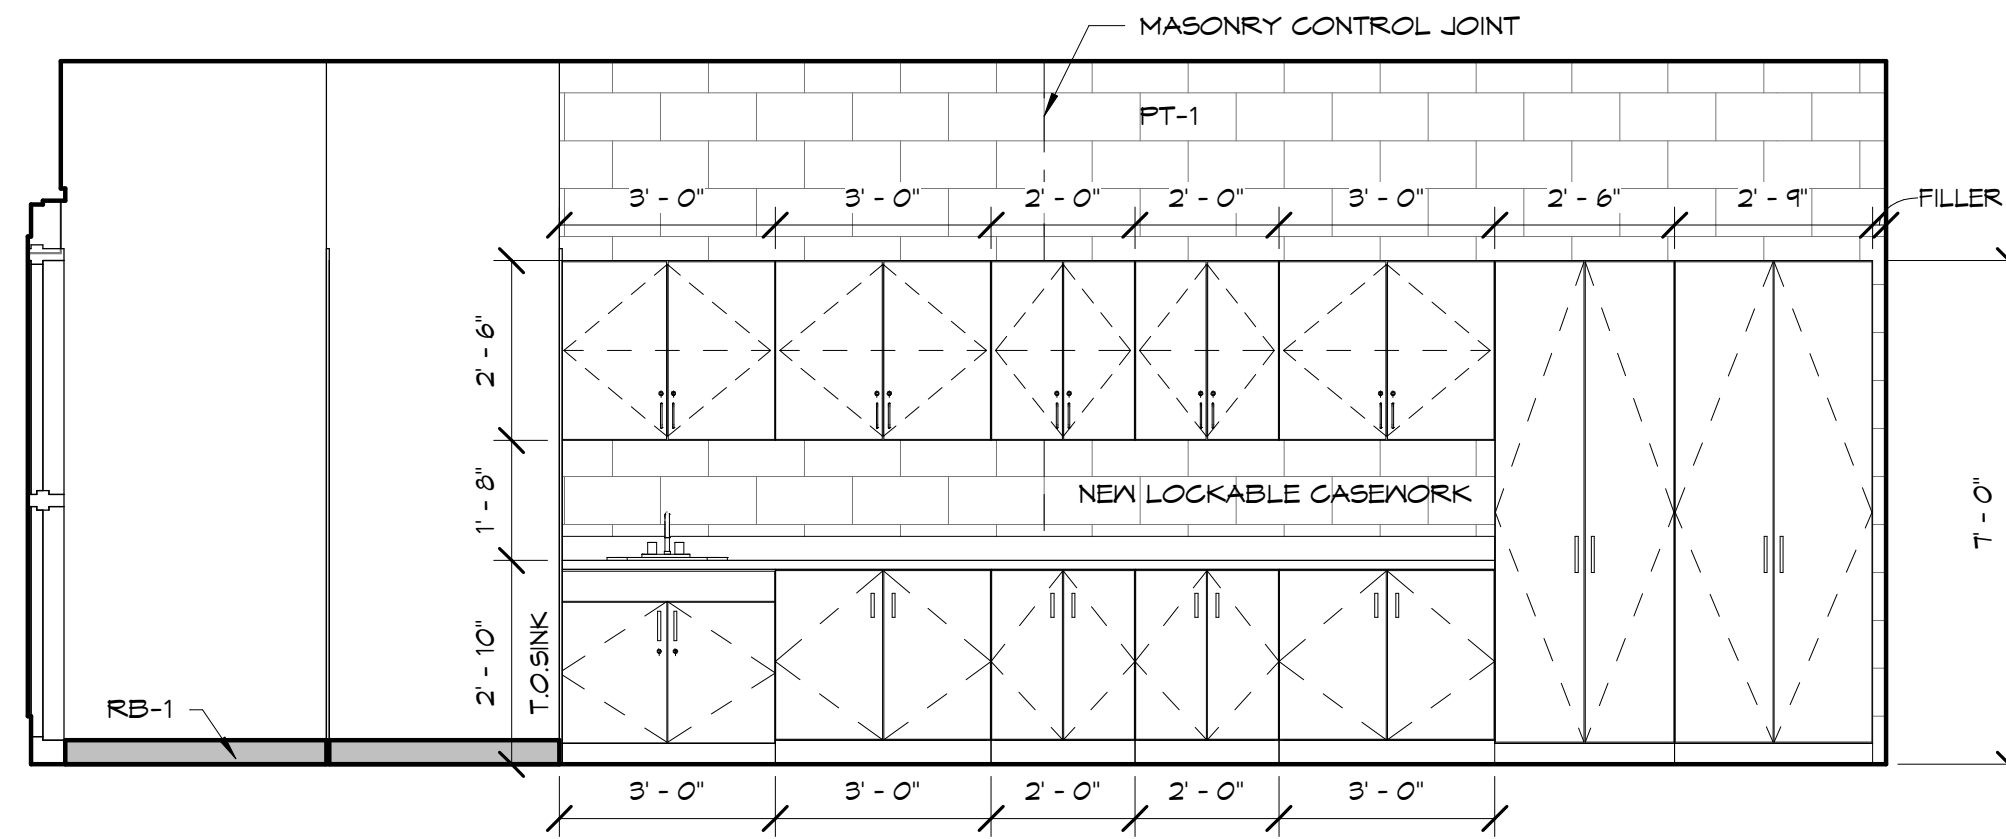 MASONRY CONTROL JOINT
PT-1
3' - 0" 3' - 0" 2' - 0" 2' - 0" 3' - 0" 2' - 6" 2' - 9" FILLER
2' - 6"
1' - 8"
NEW LOCKABLE CASEWORK
7' - 0"
2' - 10"
T.O.SINK
RB-1
3' - 0" 3' - 0" 2' - 0" 2' - 0" 3' - 0"